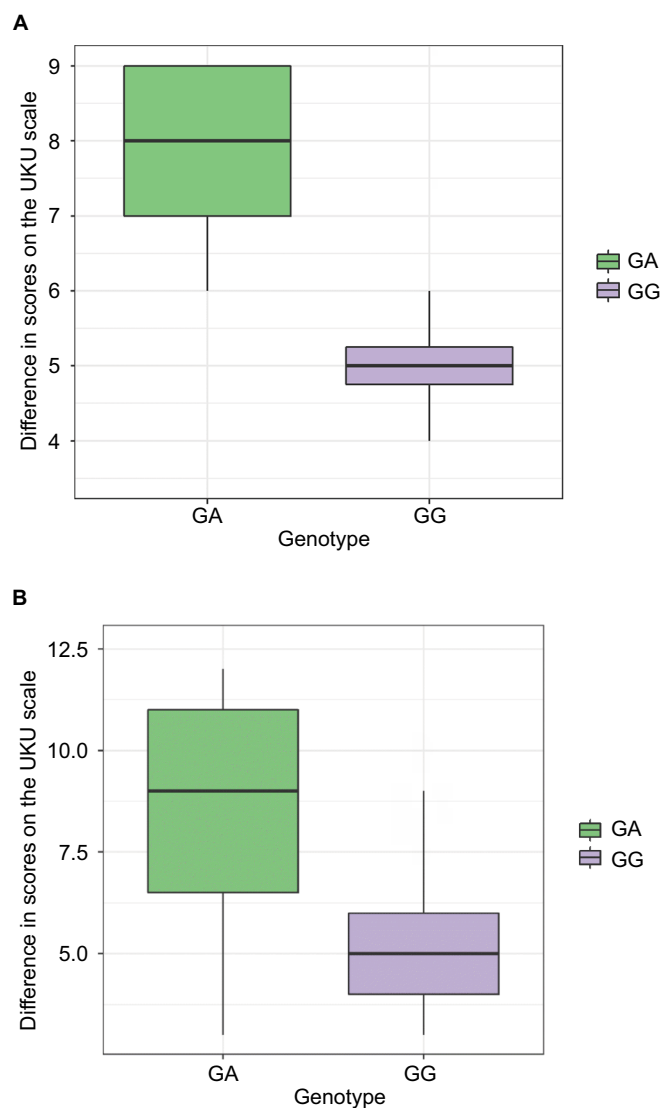 A
Difference in scores on the UKU scale
9
8
7
6
5
4
GA GG
Genotype
GA
GG
B
Difference in scores on the UKU scale
12.5
10.0
7.5
5.0
GA GG
Genotype
GA
GG